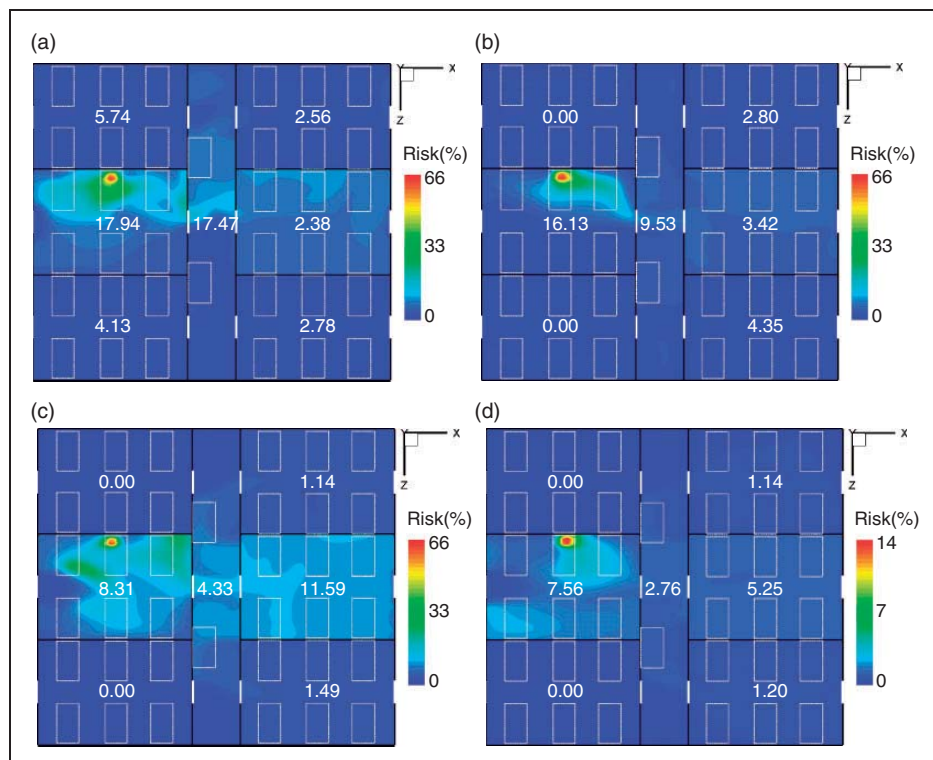 (a)
Y X
Z
5.74
2.56
Risk(%)
66
33
0
17.94
17.47
2.38
4.13
2.78
(b)
Y X
Z
0.00
2.80
Risk(%)
66
33
0
16.13
9.53
3.42
0.00
4.35
(c)
Y X
Z
0.00
1.14
Risk(%)
66
33
0
8.31
4.33
11.59
0.00
1.49
(d)
Y X
Z
0.00
1.14
Risk(%)
14
7
0
7.56
2.76
5.25
0.00
1.20